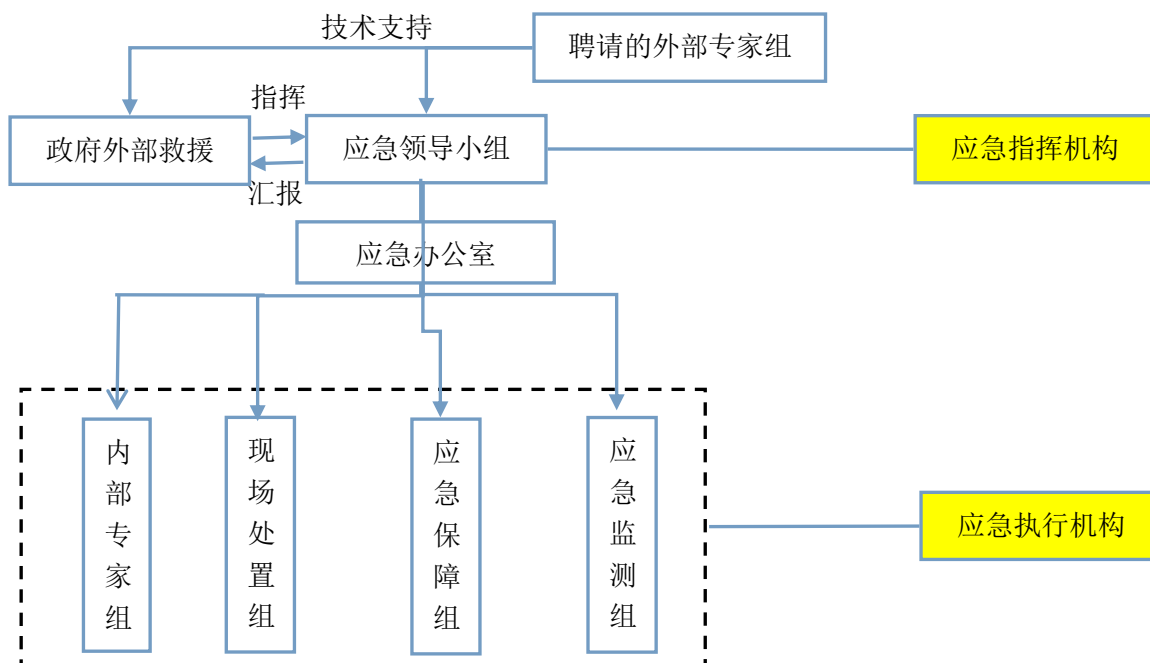 技术支持
聘请的外部专家组
指挥
政府外部救援
应急领导小组
应急指挥机构
汇报
应急办公室
内部专家组
现场处置组
应急保障组
应急监测组
应急执行机构